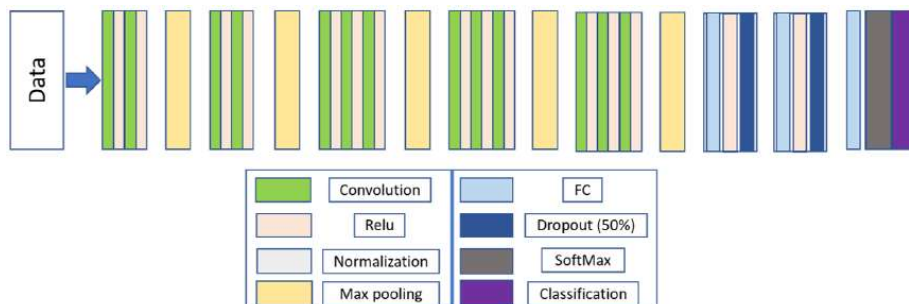 Data
Convolution
FC
Relu
Dropout (50%)
Normalization
SoftMax
Max pooling
Classification